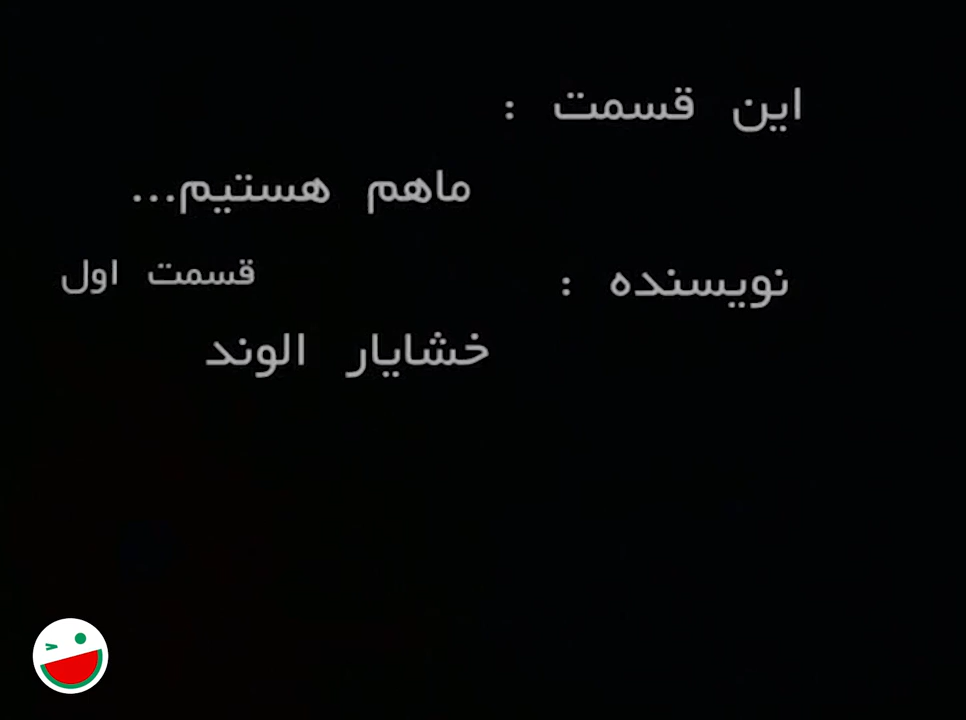 این قسمت :
ماهم هستیم...
قسمت اول
نویسنده :
خشایار الوند